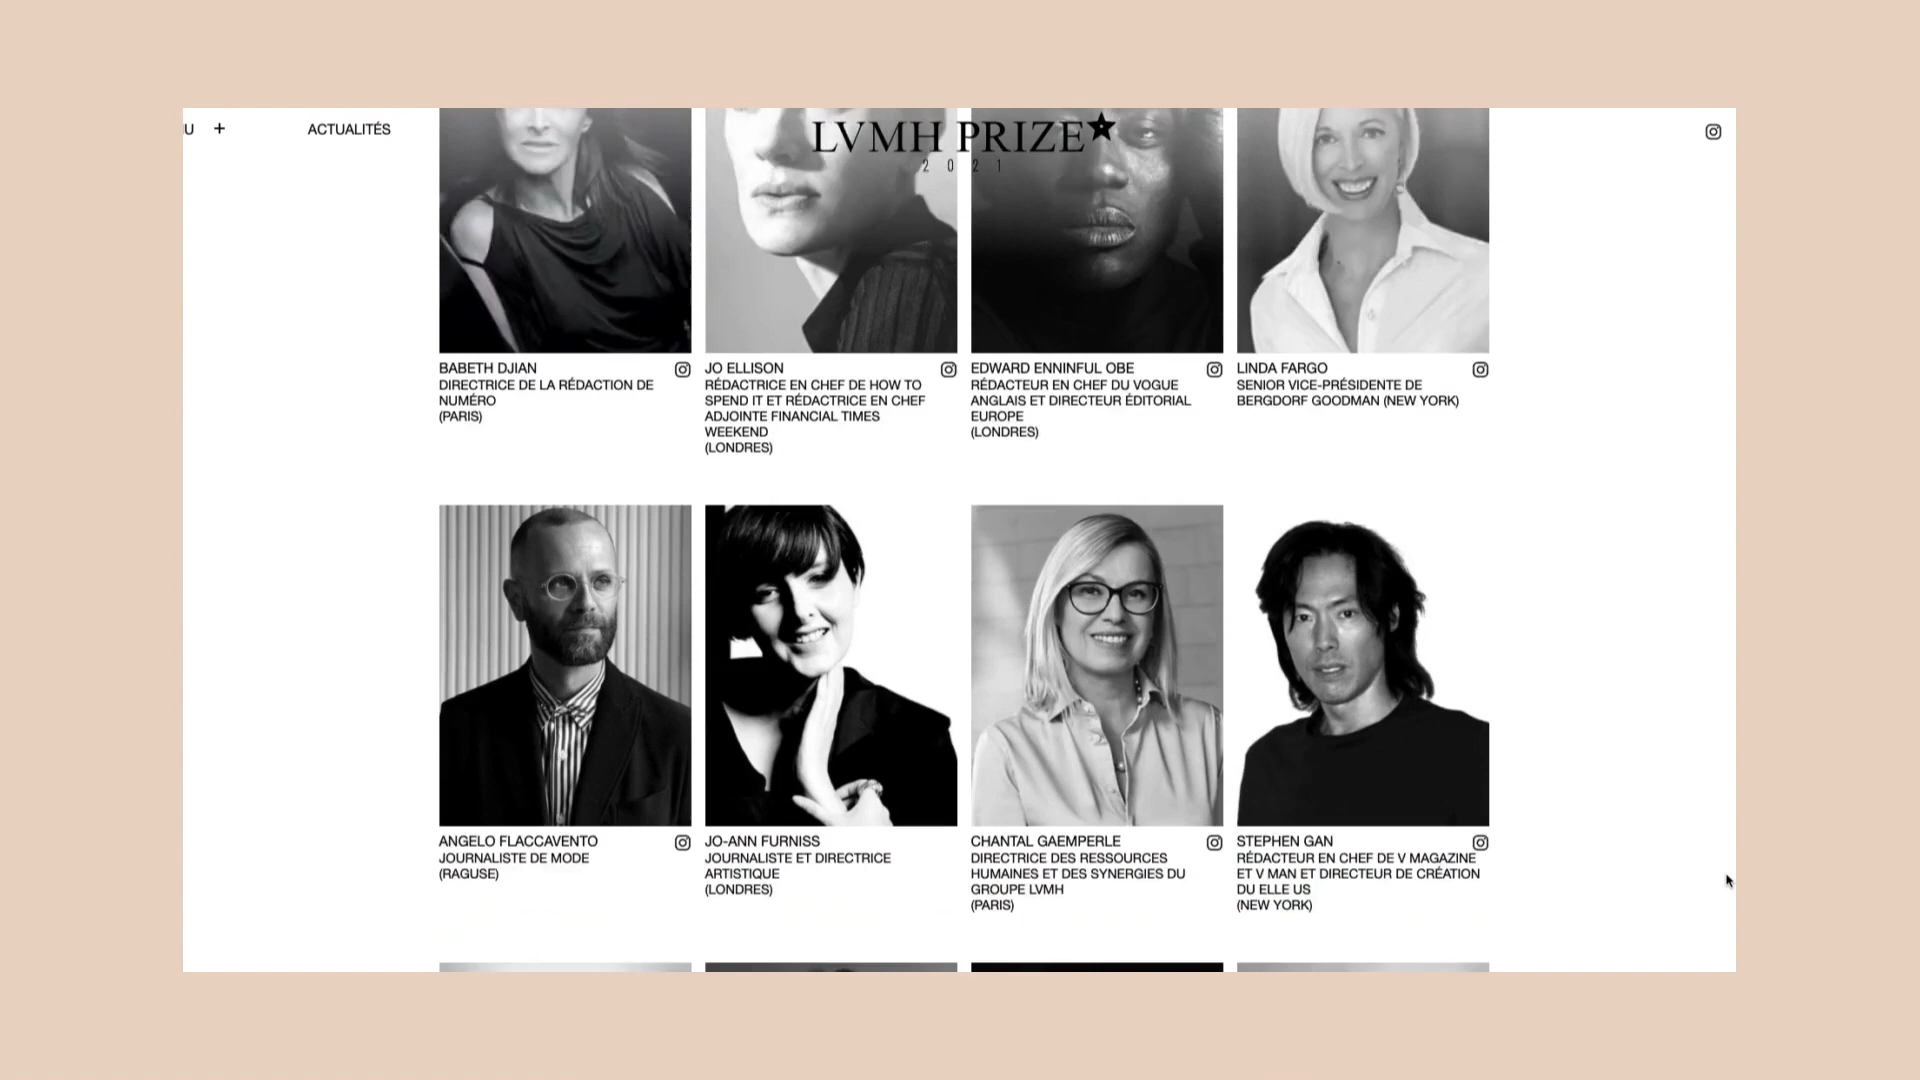 U + ACTUALITÉS
LVMH PRIZE
2021
BABETH DJIAN
DIRECTRICE DE LA RÉDACTION DE
NUMÉRO
(PARIS)
JO ELLISON
RÉDACTRICE EN CHEF DE HOW TO
SPEND IT ET RÉDACTRICE EN CHEF
ADJOINTE FINANCIAL TIMES
WEEKEND
(LONDRES)
EDWARD ENNINFUL OBE
RÉDACTEUR EN CHEF DU VOGUE
ANGLAIS ET DIRECTEUR ÉDITORIAL
EUROPE
(LONDRES)
LINDA FARGO
SENIOR VICE-PRÉSIDENTE DE
BERGDORF GOODMAN (NEW YORK)
ANGELO FLACCAVENTO
JOURNALISTE DE MODE
(RAGUSE)
JO-ANN FURNISS
JOURNALISTE ET DIRECTRICE
ARTISTIQUE
(LONDRES)
CHANTAL GAEMPERLE
DIRECTRICE DES RESSOURCES
HUMAINES ET DES SYNERGIES DU
GROUPE LVMH
(PARIS)
STEPHEN GAN
RÉDACTEUR EN CHEF DE V MAGAZINE
ET V MAN ET DIRECTEUR DE CRÉATION
DU ELLE US
(NEW YORK)